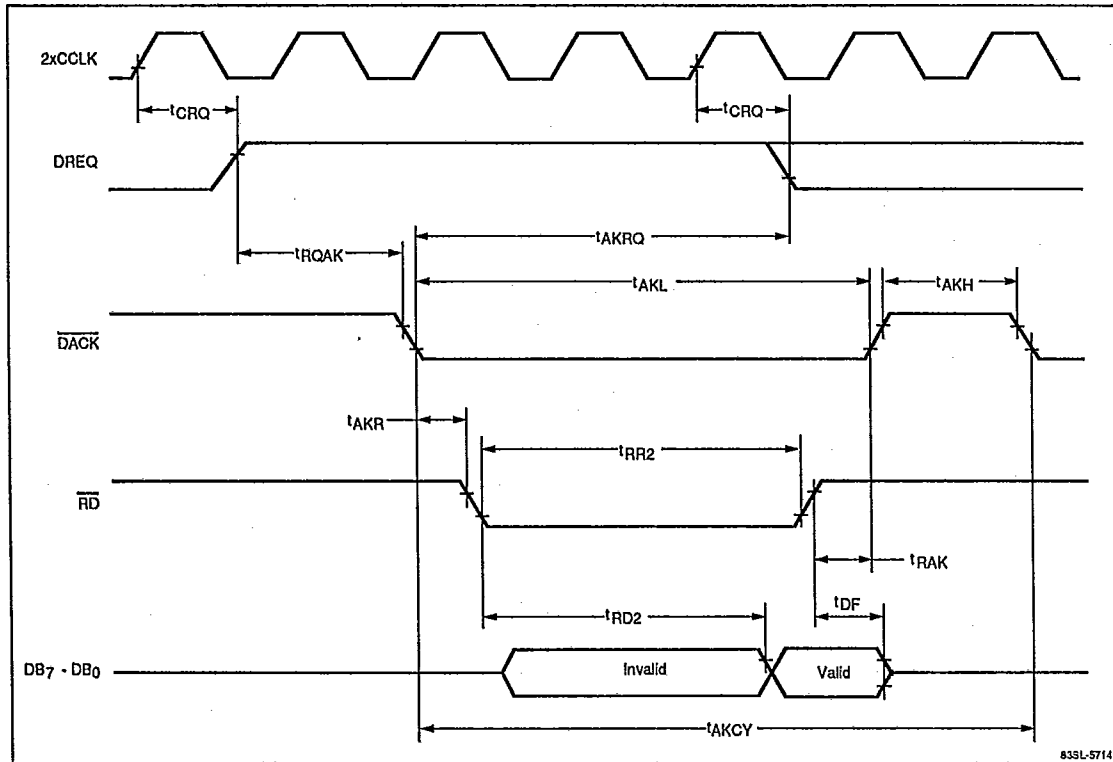 2xCCLK
tCRQ tCRQ
DREQ
tAKRQ
tRQAK
tAKL tAKH
DACK
tAKR
tRR2
RD
tRAK
tDF
tRD2
DB7 - DB0 Invalid Valid
tAKCY
83SL-5714